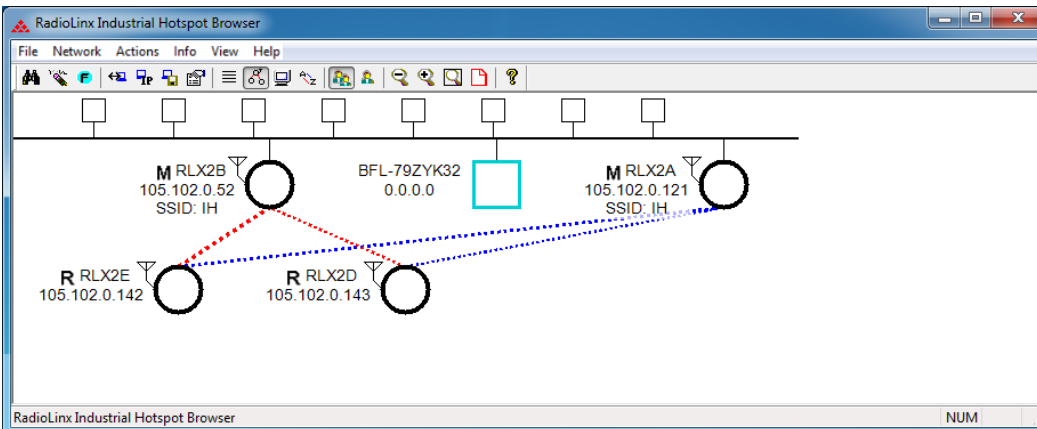 RadioLinx Industrial Hotspot Browser
File Network Actions Info View Help
F IP A Z ?
M RLX2B
105.102.0.52
SSID: IH
BFL-79ZYK32
0.0.0.0
M RLX2A
105.102.0.121
SSID: IH
R RLX2E
105.102.0.142
R RLX2D
105.102.0.143
RadioLinx Industrial Hotspot Browser NUM